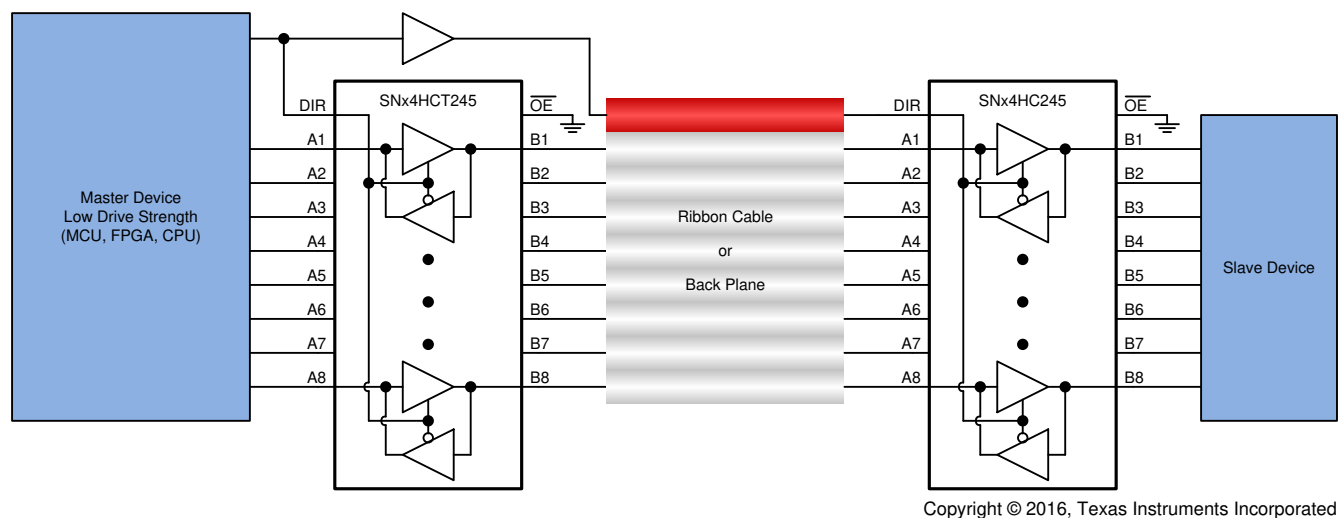 Master Device
Low Drive Strength
(MCU, FPGA, CPU)
SNx4HCT245
DIR
A1
A2
A3
A4
A5
A6
A7
A8
OE
B1
B2
B3
B4
B5
B6
B7
B8
Ribbon Cable
or
Back Plane
SNx4HC245
DIR
A1
A2
A3
A4
A5
A6
A7
A8
OE
B1
B2
B3
B4
B5
B6
B7
B8
Slave Device
Copyright © 2016, Texas Instruments Incorporated